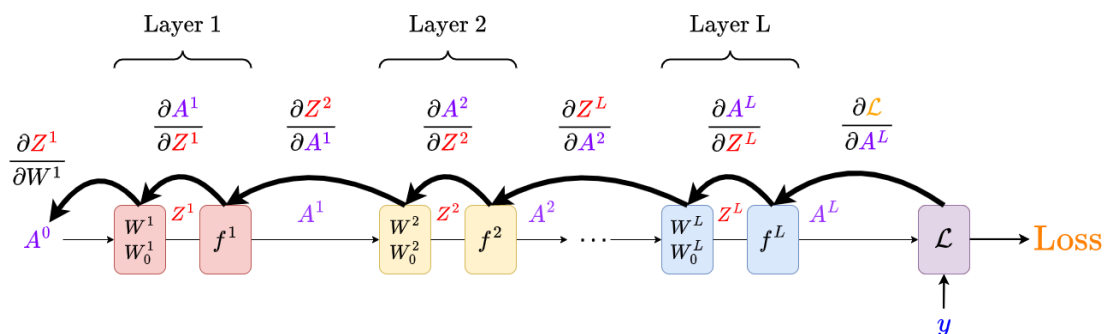 Layer 1 Layer 2 Layer L
∂Z¹/∂W¹ ∂A¹/∂Z¹ ∂Z²/∂A¹ ∂A²/∂Z² ∂Z^L/∂A² ∂A^L/∂Z^L ∂ℒ/∂A^L
A⁰ W¹ W₀¹ Z¹ f¹ A¹ W² W₀² Z² f² A² ⋯ W^L W₀^L Z^L f^L A^L ℒ Loss
y